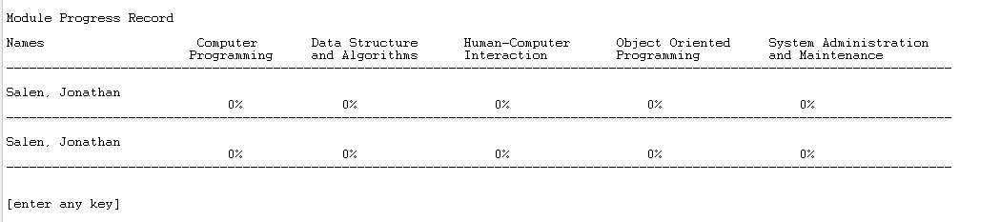 Module Progress Record
Names Computer Data Structure Human-Computer Object Oriented System Administration
Programming and Algorithms Interaction Programming and Maintenance
Salen, Jonathan
0% 0% 0% 0% 0%
Salen, Jonathan
0% 0% 0% 0% 0%
[enter any key]